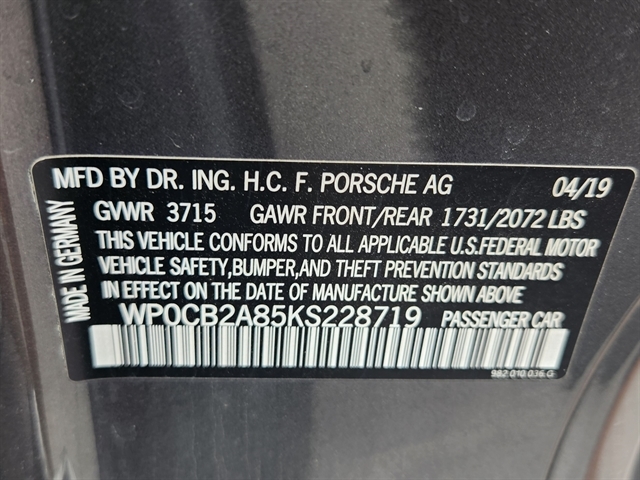 MFD BY DR. ING. H.C. F. PORSCHE AG 04/19
GVWR 3715 GAWR FRONT/REAR 1731/2072 LBS
THIS VEHICLE CONFORMS TO ALL APPLICABLE U.S.FEDERAL MOTOR
VEHICLE SAFETY,BUMPER,AND THEFT PREVENTION STANDARDS
IN EFFECT ON THE DATE OF MANUFACTURE SHOWN ABOVE
WP0CB2A85KS228719 PASSENGER CAR
982.010.036.G
MADE IN GERMANY